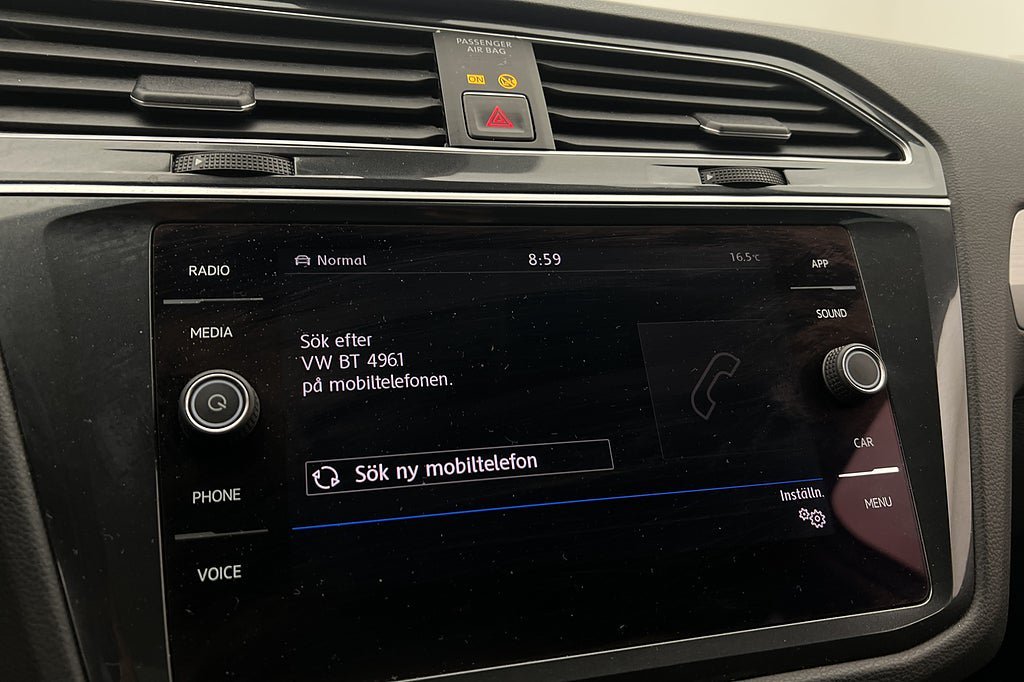 PASSENGER
AIR BAG
ON
RADIO
Normal
8:59
16.5°C
APP
MEDIA
SOUND
Sök efter
VW BT 4961
på mobiltelefonen.
CAR
Sök ny mobiltelefon
PHONE
Inställn.
MENU
VOICE